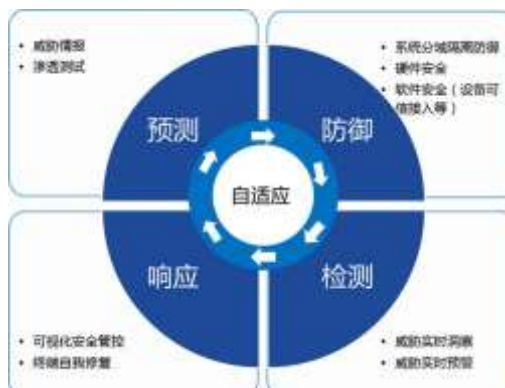 • 威胁情报
• 渗透测试
• 系统分域隔离防御
• 硬件安全
• 软件安全（设备可
信接入等）
预测
防御
自适应
响应
检测
• 可视化安全管控
• 终端自我修复
• 威胁实时洞察
• 威胁实时预警